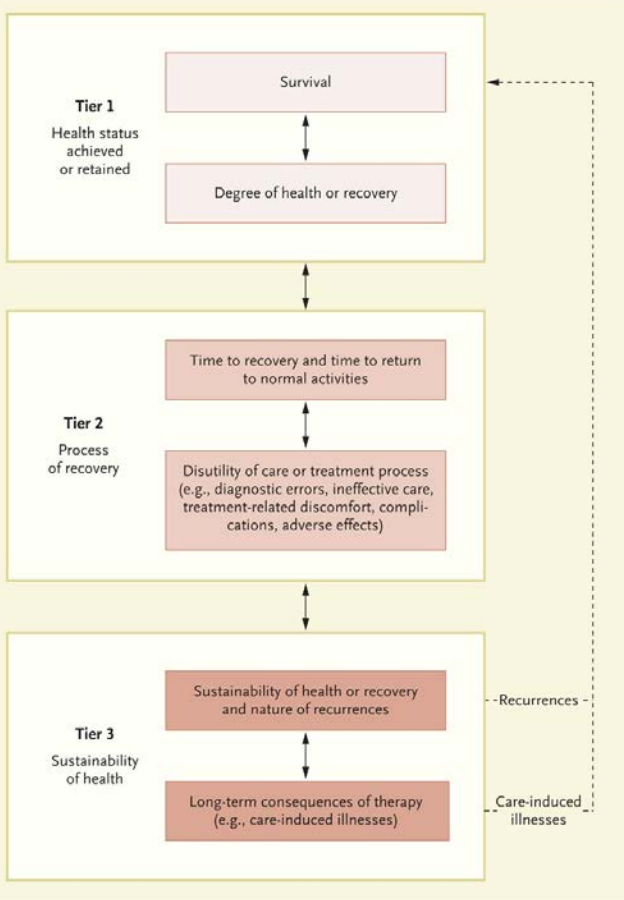 Tier 1
Health status
achieved
or retained
Survival
Degree of health or recovery
Tier 2
Process
of recovery
Time to recovery and time to return
to normal activities
Disutility of care or treatment process
(e.g., diagnostic errors, ineffective care,
treatment-related discomfort, compli-
cations, adverse effects)
Tier 3
Sustainability
of health
Sustainability of health or recovery
and nature of recurrences
Long-term consequences of therapy
(e.g., care-induced illnesses)
Recurrences
Care-induced
illnesses